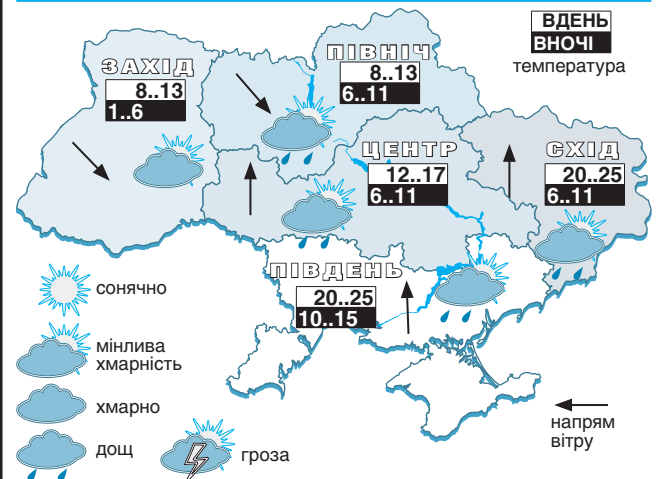 ВДЕНЬ
ВНОЧІ
температура
ЗАХІД
8..13
1..6
ПІВНІЧ
8..13
6..11
ЦЕНТР
12..17
6..11
СХІД
20..25
6..11
ПІВДЕНЬ
20..25
10..15
сонячно
мінлива
хмарність
хмарно
дощ
гроза
напрям
вітру